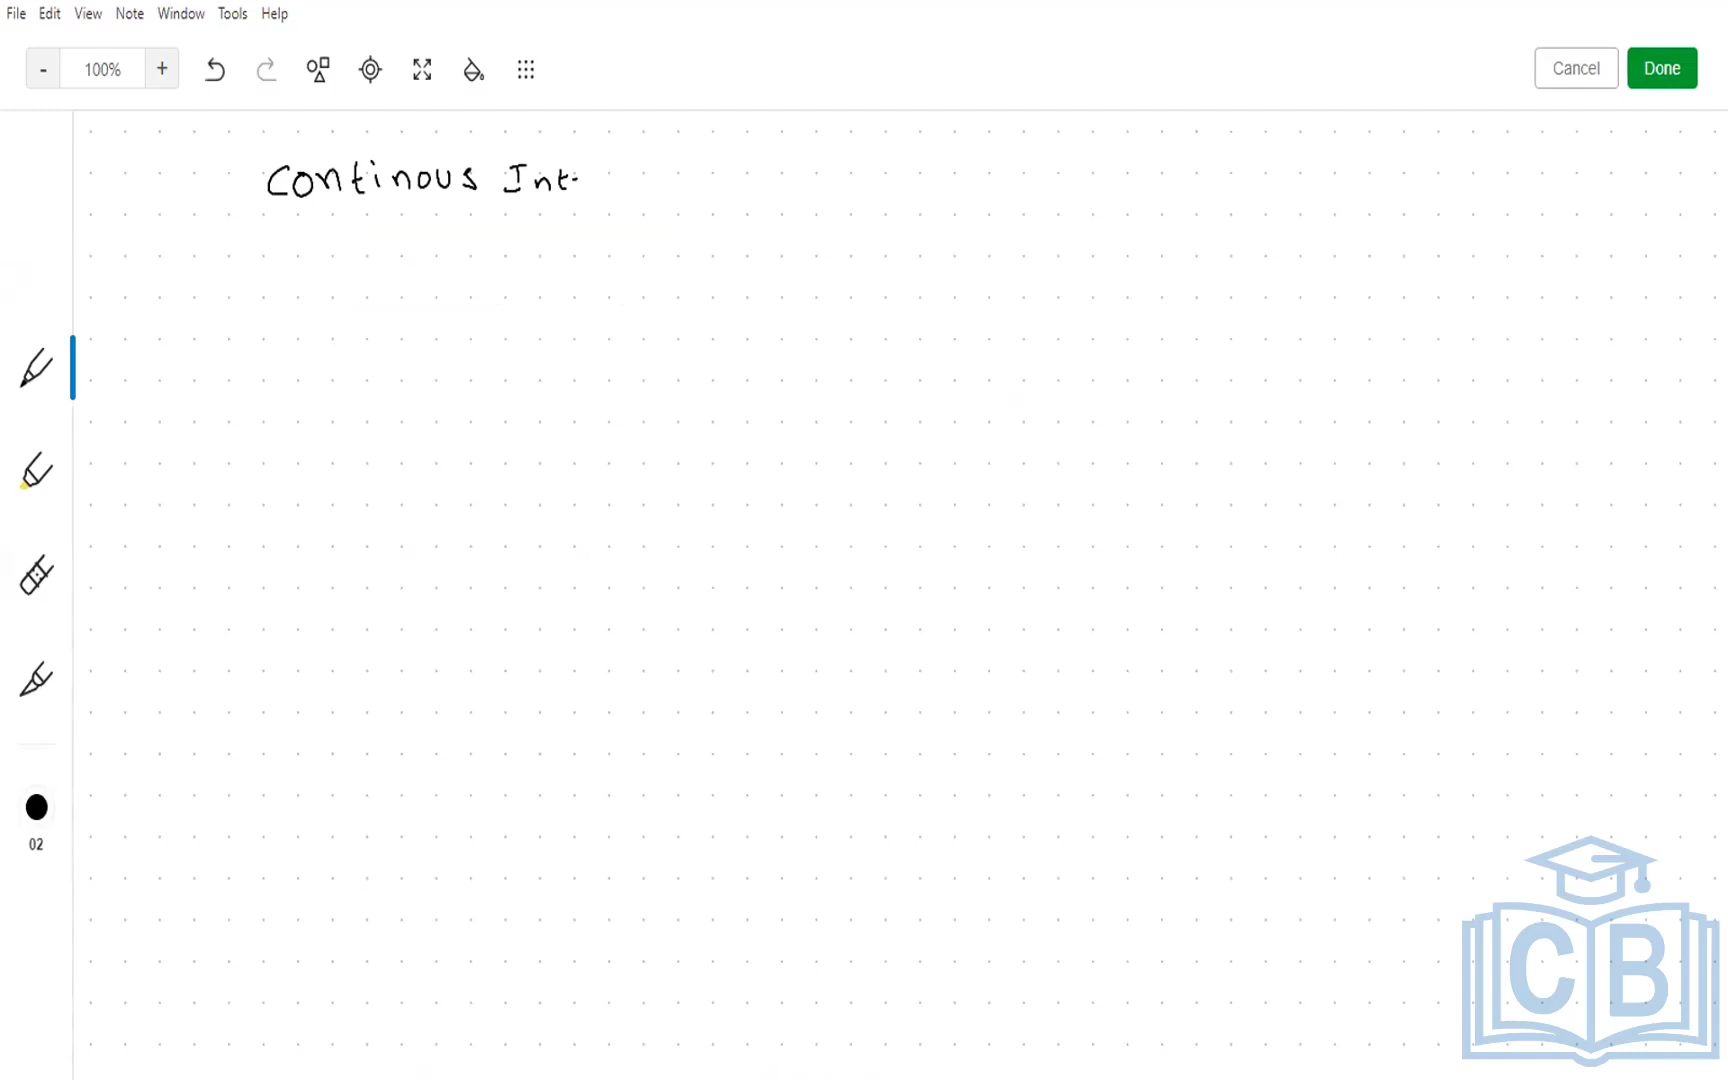 File Edit View Note Window Tools Help
- 100% + Cancel Done
Continous Int
02
CB